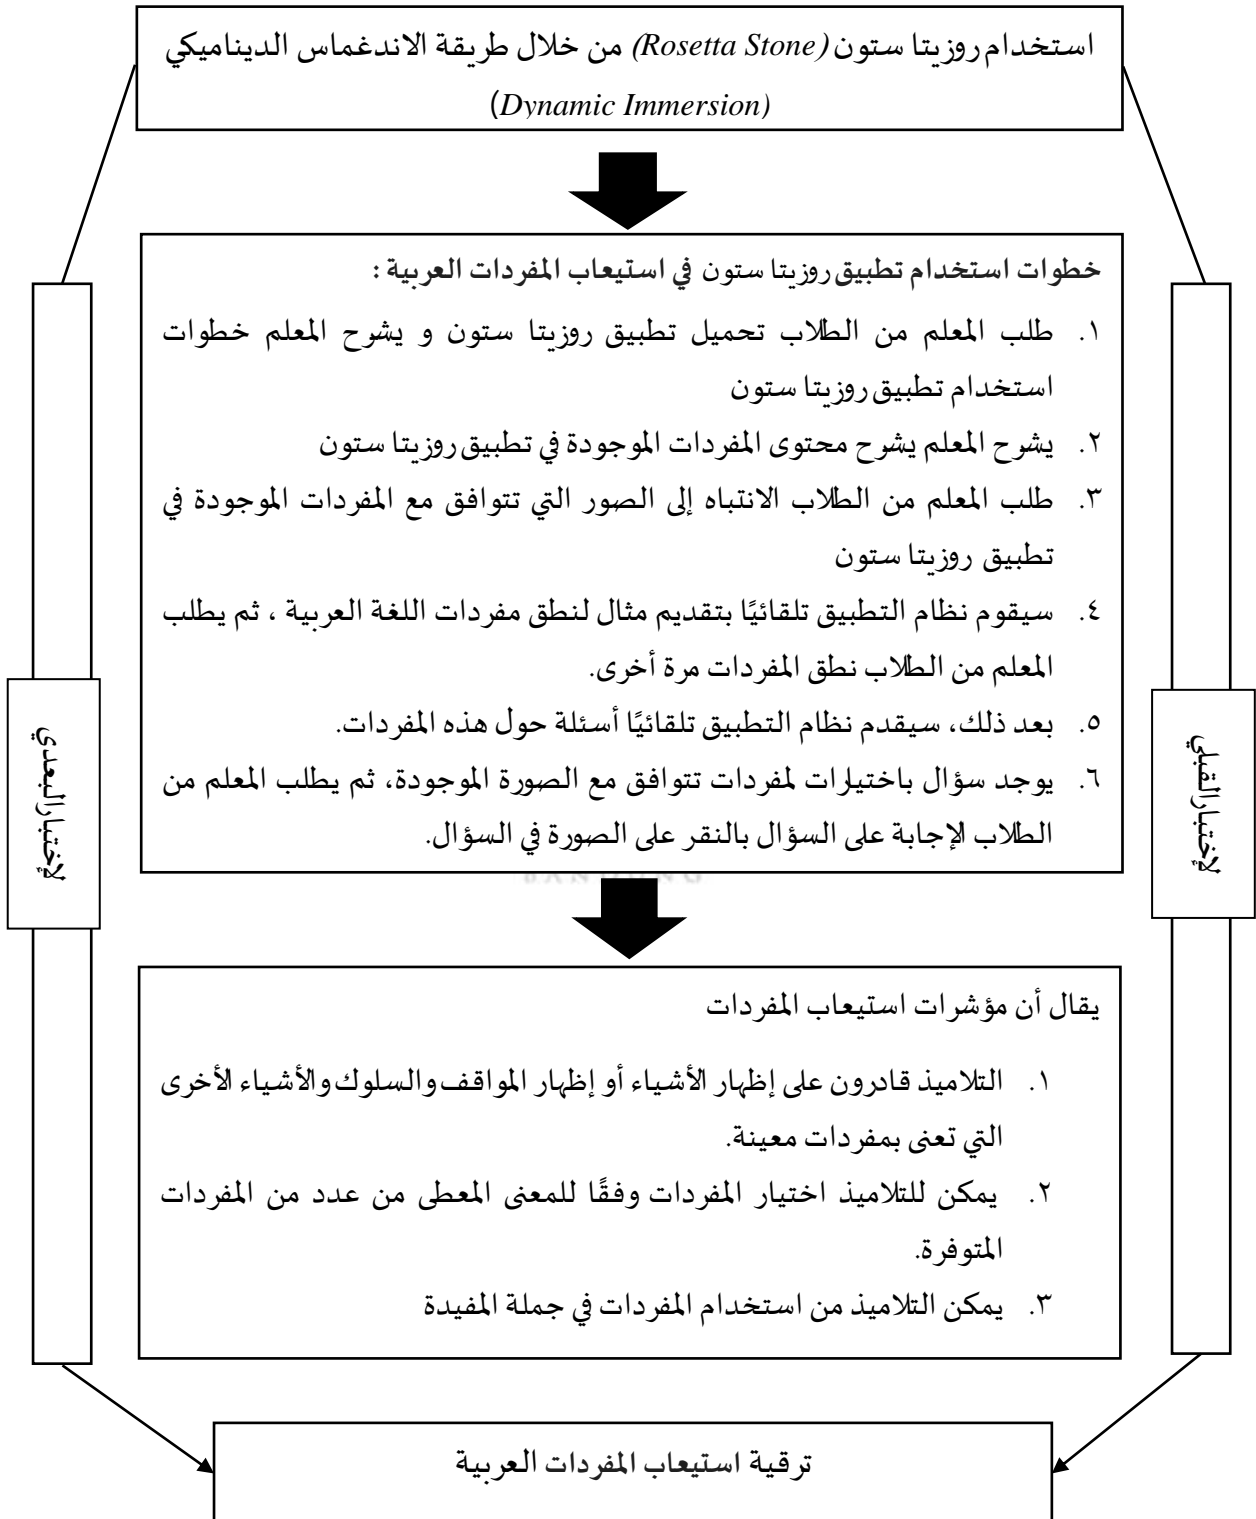 استخدام روزيتا ستون (Rosetta Stone) من خلال طريقة الاندغماس الديناميكي
(Dynamic Immersion)
خطوات استخدام تطبيق روزيتا ستون في استيعاب المفردات العربية :
١. طلب المعلم من الطلاب تحميل تطبيق روزيتا ستون و يشرح المعلم خطوات
استخدام تطبيق روزيتا ستون
٢. يشرح المعلم يشرح محتوى المفردات الموجودة في تطبيق روزيتا ستون
٣. طلب المعلم من الطلاب الانتباه إلى الصور التي تتوافق مع المفردات الموجودة في
تطبيق روزيتا ستون
٤. سيقوم نظام التطبيق تلقائيًا بتقديم مثال لنطق مفردات اللغة العربية ، ثم يطلب
المعلم من الطلاب نطق المفردات مرة أخرى.
٥. بعد ذلك، سيقدم نظام التطبيق تلقائيًا أسئلة حول هذه المفردات.
٦. يوجد سؤال باختيارات لمفردات تتوافق مع الصورة الموجودة، ثم يطلب المعلم من
الطلاب الإجابة على السؤال بالنقر على الصورة في السؤال.
لإختبارالقبلي
لإختبارالبعدي
BANDUNG
يقال أن مؤشرات استيعاب المفردات
١. التلاميذ قادرون على إظهار الأشياء أو إظهار المواقف والسلوك والأشياء الأخرى
التي تعنى بمفردات معينة.
٢. يمكن للتلاميذ اختيار المفردات وفقًا للمعنى المعطى من عدد من المفردات
المتوفرة.
٣. يمكن التلاميذ من استخدام المفردات في جملة المفيدة
ترقية استيعاب المفردات العربية